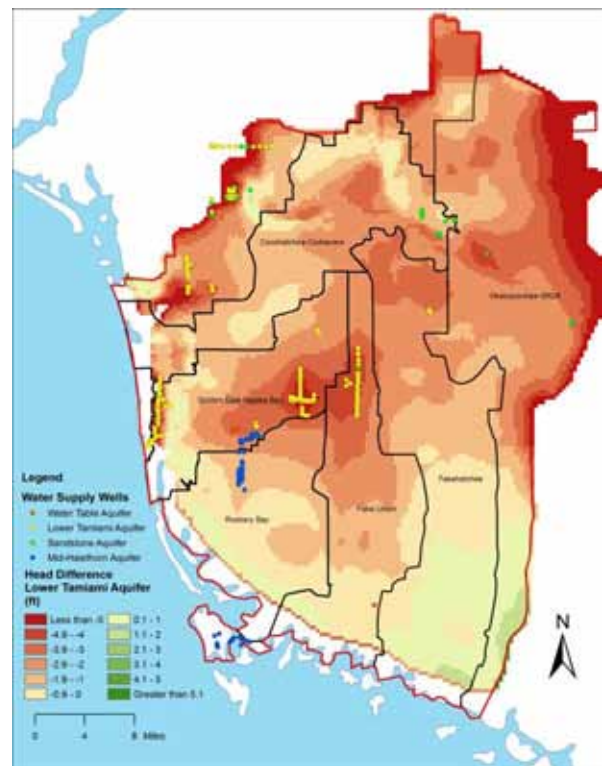 Corkscrew
Okaloacoochee SRSA
Golden Gate Naples Bay
Fakahatchee
Rookery Bay
Faka Union
Legend
Water Supply Wells
Water Table Aquifer
Lower Tamiami Aquifer
Sandstone Aquifer
Mid-Hawthorn Aquifer
Head Difference
Lower Tamiami Aquifer
(ft)
Less than -5 0.1 - 1
-4.9 - -4 1.1 - 2
-3.9 - -3 2.1 - 3
-2.9 - -2 3.1 - 4
-1.9 - -1 4.1 - 5
-0.9 - 0 Greater than 5.1
N
0 4 8 Miles